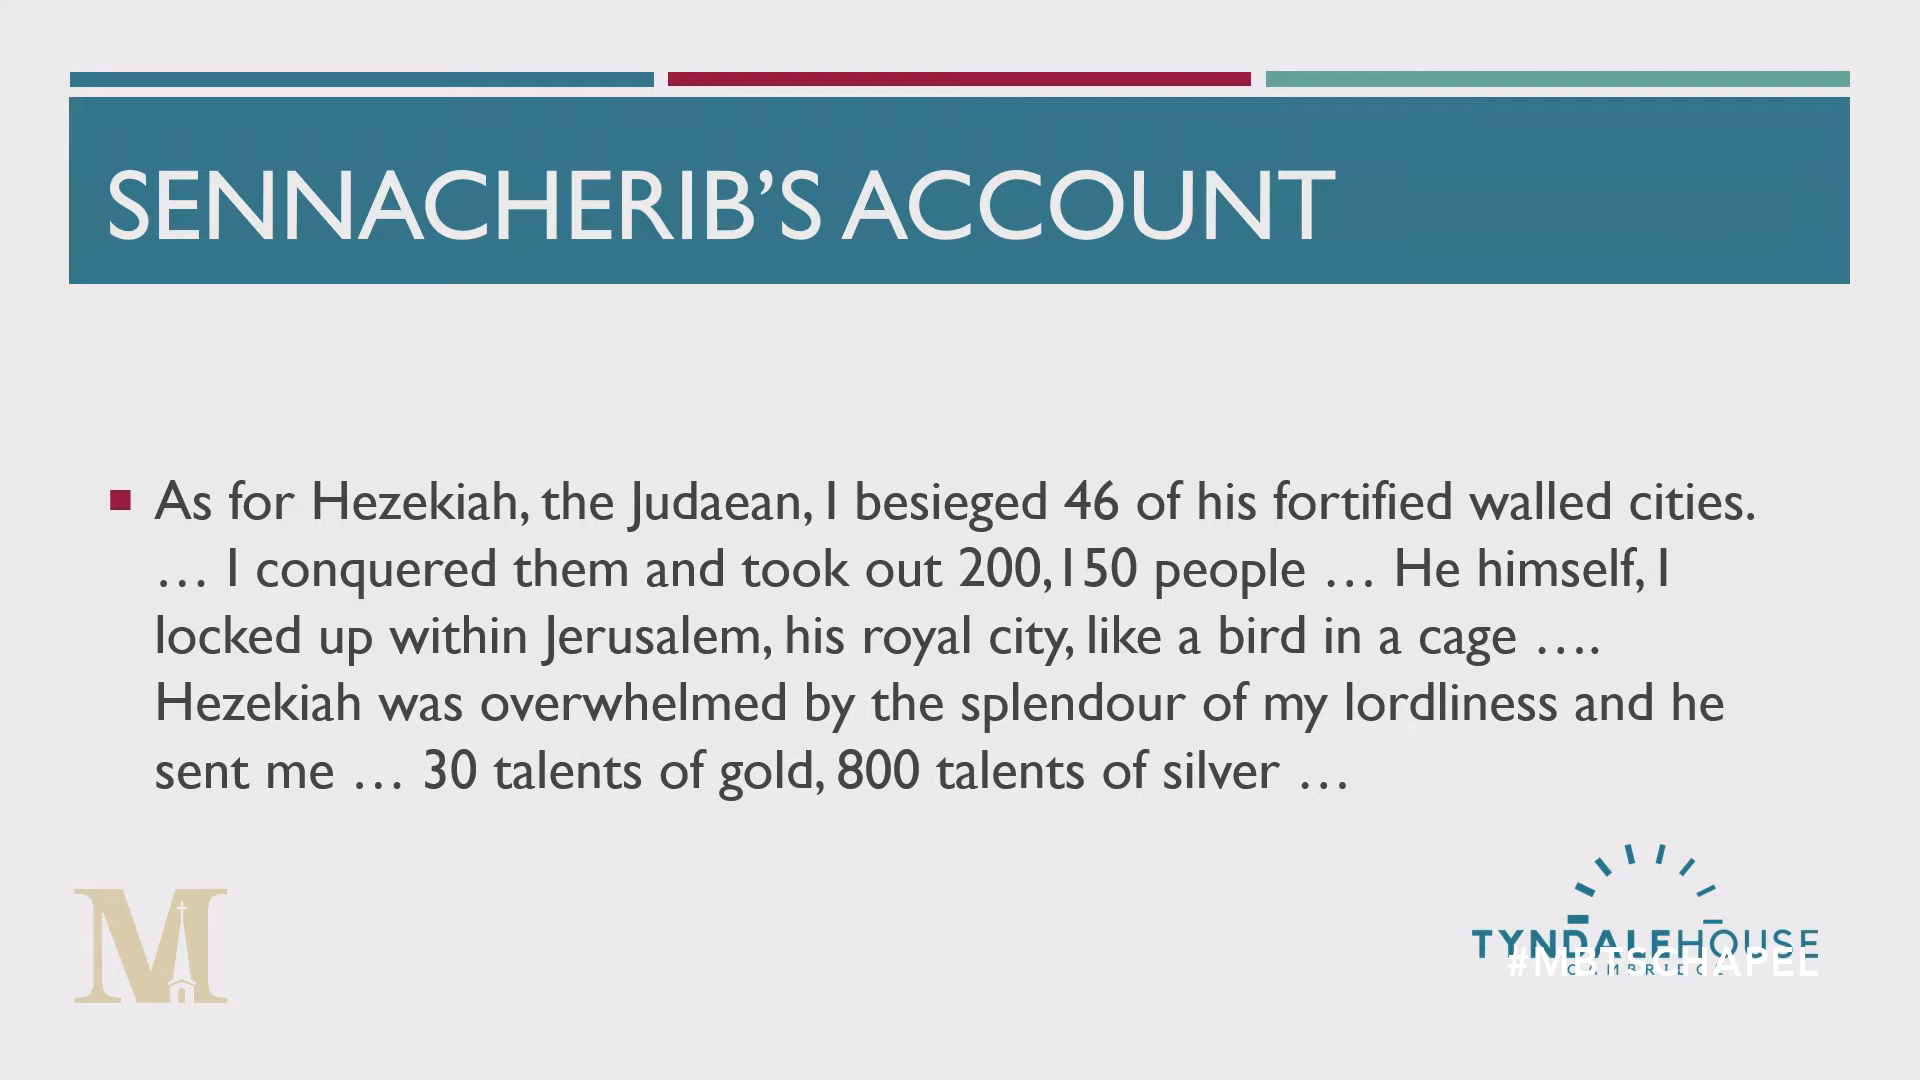 SENNACHERIB’S ACCOUNT
As for Hezekiah, the Judaean, I besieged 46 of his fortified walled cities.
… I conquered them and took out 200,150 people … He himself, I
locked up within Jerusalem, his royal city, like a bird in a cage ….
Hezekiah was overwhelmed by the splendour of my lordliness and he
sent me … 30 talents of gold, 800 talents of silver …
M
TYNDALEHOUSE
CAMBRIDGE
#MBTSCHAPEL